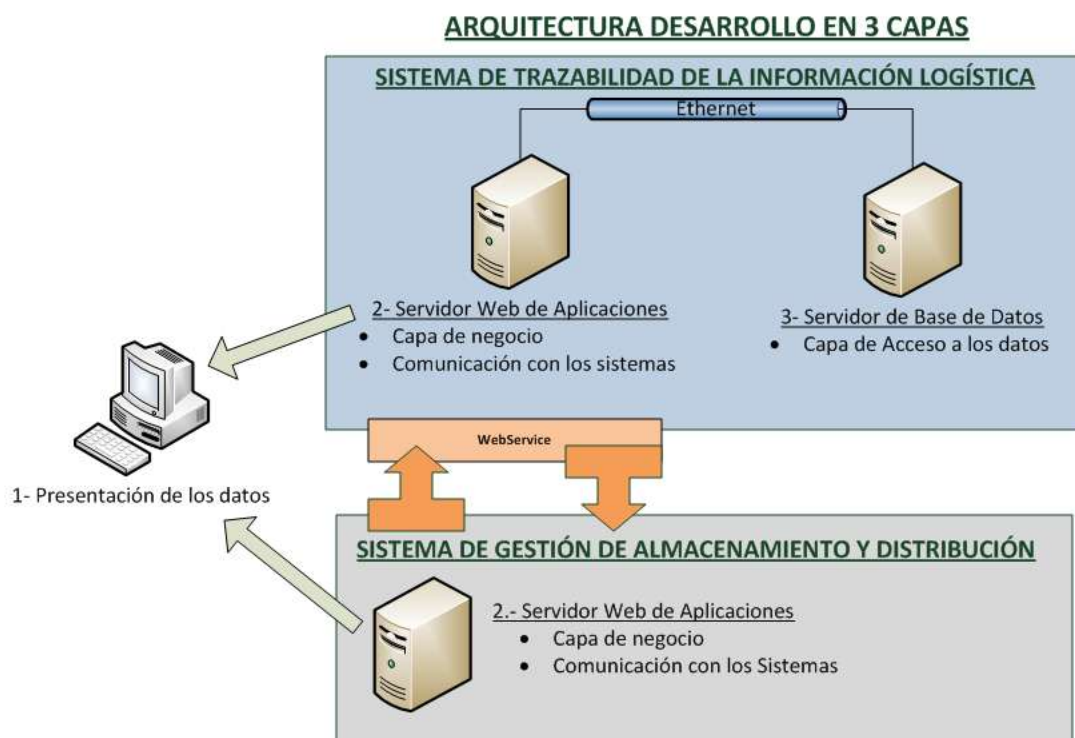 ARQUITECTURA DESARROLLO EN 3 CAPAS
SISTEMA DE TRAZABILIDAD DE LA INFORMACIÓN LOGÍSTICA
Ethernet
2- Servidor Web de Aplicaciones
• Capa de negocio
• Comunicación con los sistemas
3- Servidor de Base de Datos
• Capa de Acceso a los datos
1- Presentación de los datos
WebService
SISTEMA DE GESTIÓN DE ALMACENAMIENTO Y DISTRIBUCIÓN
2.- Servidor Web de Aplicaciones
• Capa de negocio
• Comunicación con los Sistemas